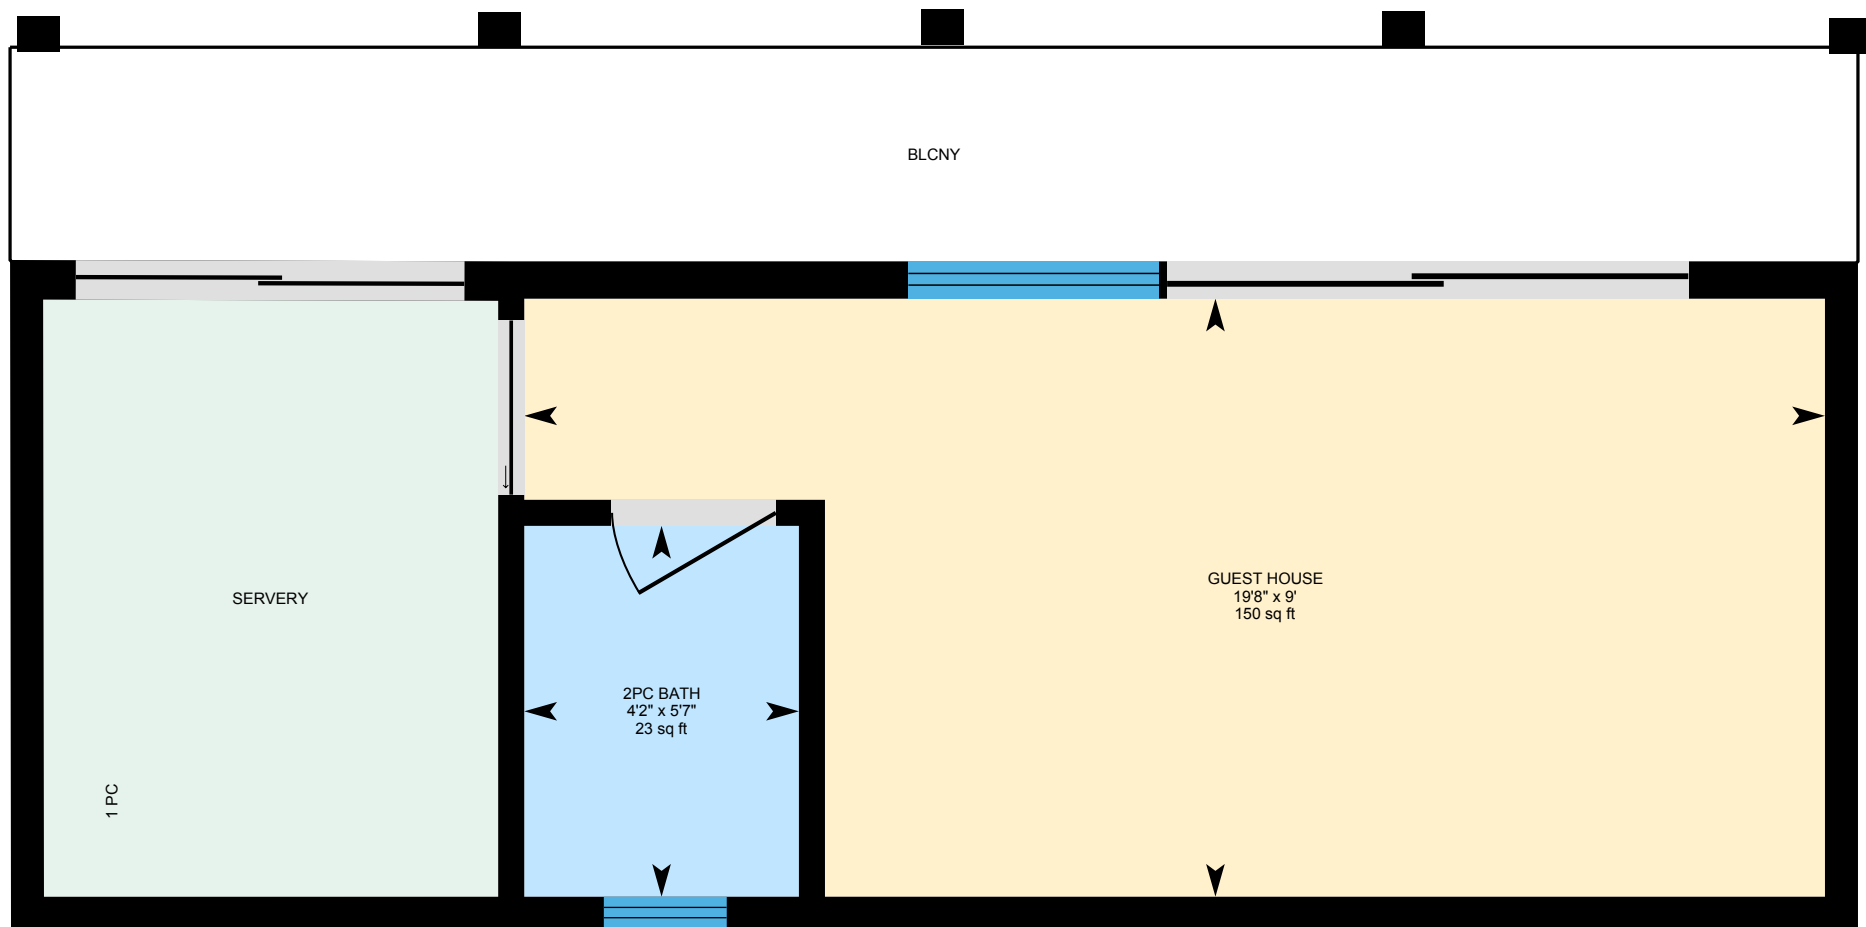 BLCNY
SERVERY
GUEST HOUSE
19'8" x 9'
150 sq ft
2PC BATH
4'2" x 5'7"
23 sq ft
1 PC